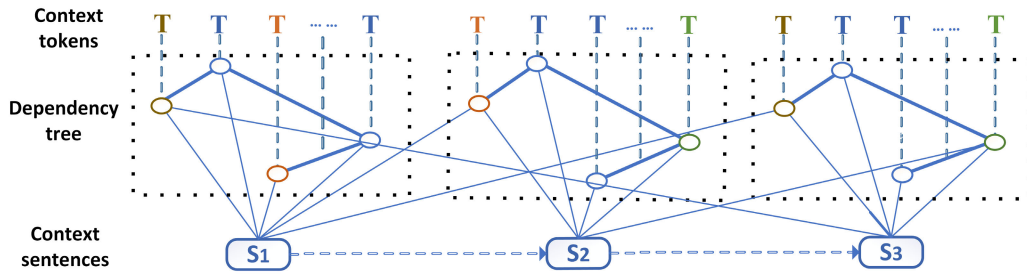 Context
tokens
T T T ... ... T T T T ... ... T T T T ... ... T
Dependency
tree
Context
sentences
S1 S2 S3